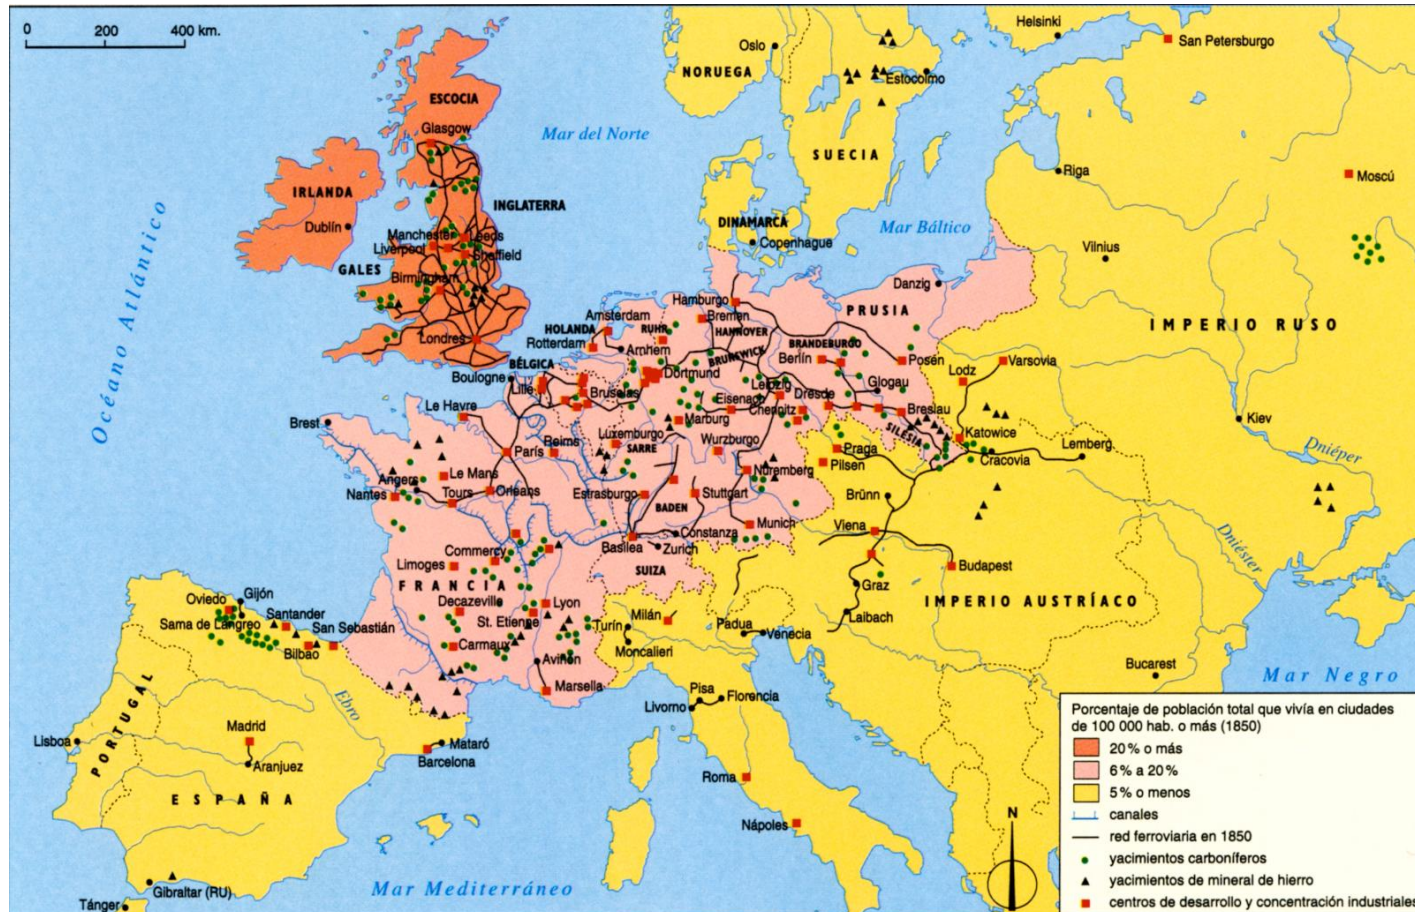 0 200 400 km.
Helsinki
San Petersburgo
Oslo
NORUEGA
Estocolmo
ESCOCIA
Glasgow
Mar del Norte
SUECIA
Riga
Moscú
IRLANDA
INGLATERRA
Dublín
DINAMARCA
Mar Báltico
Copenhague
Vilnius
Manchester
Leeds
Liverpool
Sheffield
GALES
Birmingham
Océano Atlántico
Danzig
Hamburgo
PRUSIA
Bremen
Amsterdam
HOLANDA
RUHR
HANNOVER
IMPERIO RUSO
Londres
Rotterdam
Arnhem
BRUNSWICK
BRANDEBURGO
Berlín
Posén
Varsovia
Lodz
BÉLGICA
Boulogne
Lille
Bruselas
Dortmund
Leipzig
Eisenach
Dresde
Glogau
Chemnitz
Breslau
Kiev
Le Havre
Brest
Marburg
SILESIA
Katowice
Lemberg
Luxemburgo
SARRE
Reims
París
Wurzburgo
Praga
Cracovia
Dniéper
Pilsen
Le Mans
Angers
Nantes
Tours
Orleans
Estrasburgo
Nüremberg
Stuttgart
BADEN
Brünn
Munich
Viena
Constanza
Basilea
Zurich
Dniéster
Commercy
Limoges
SUIZA
Budapest
FRANCIA
Graz
IMPERIO AUSTRÍACO
Oviedo
Gijón
Decazeville
Lyon
St. Etienne
Milán
Laibach
Sama de Langreo
Santander
San Sebastián
Turín
Padua
Venecia
Bilbao
Carmaux
Moncalieri
Aviñón
Bucarest
Marsella
Mar Negro
PORTUGAL
Ebro
Pisa
Florencia
Livorno
Madrid
Lisboa
Mataró
Barcelona
Aranjuez
Roma
ESPAÑA
Nápoles
Mar Mediterráneo
Gibraltar (RU)
Tánger
N
Porcentaje de población total que vivía en ciudades
de 100 000 hab. o más (1850)
20% o más
6% a 20%
5% o menos
canales
red ferroviaria en 1850
yacimientos carboníferos
yacimientos de mineral de hierro
centros de desarrollo y concentración industriales